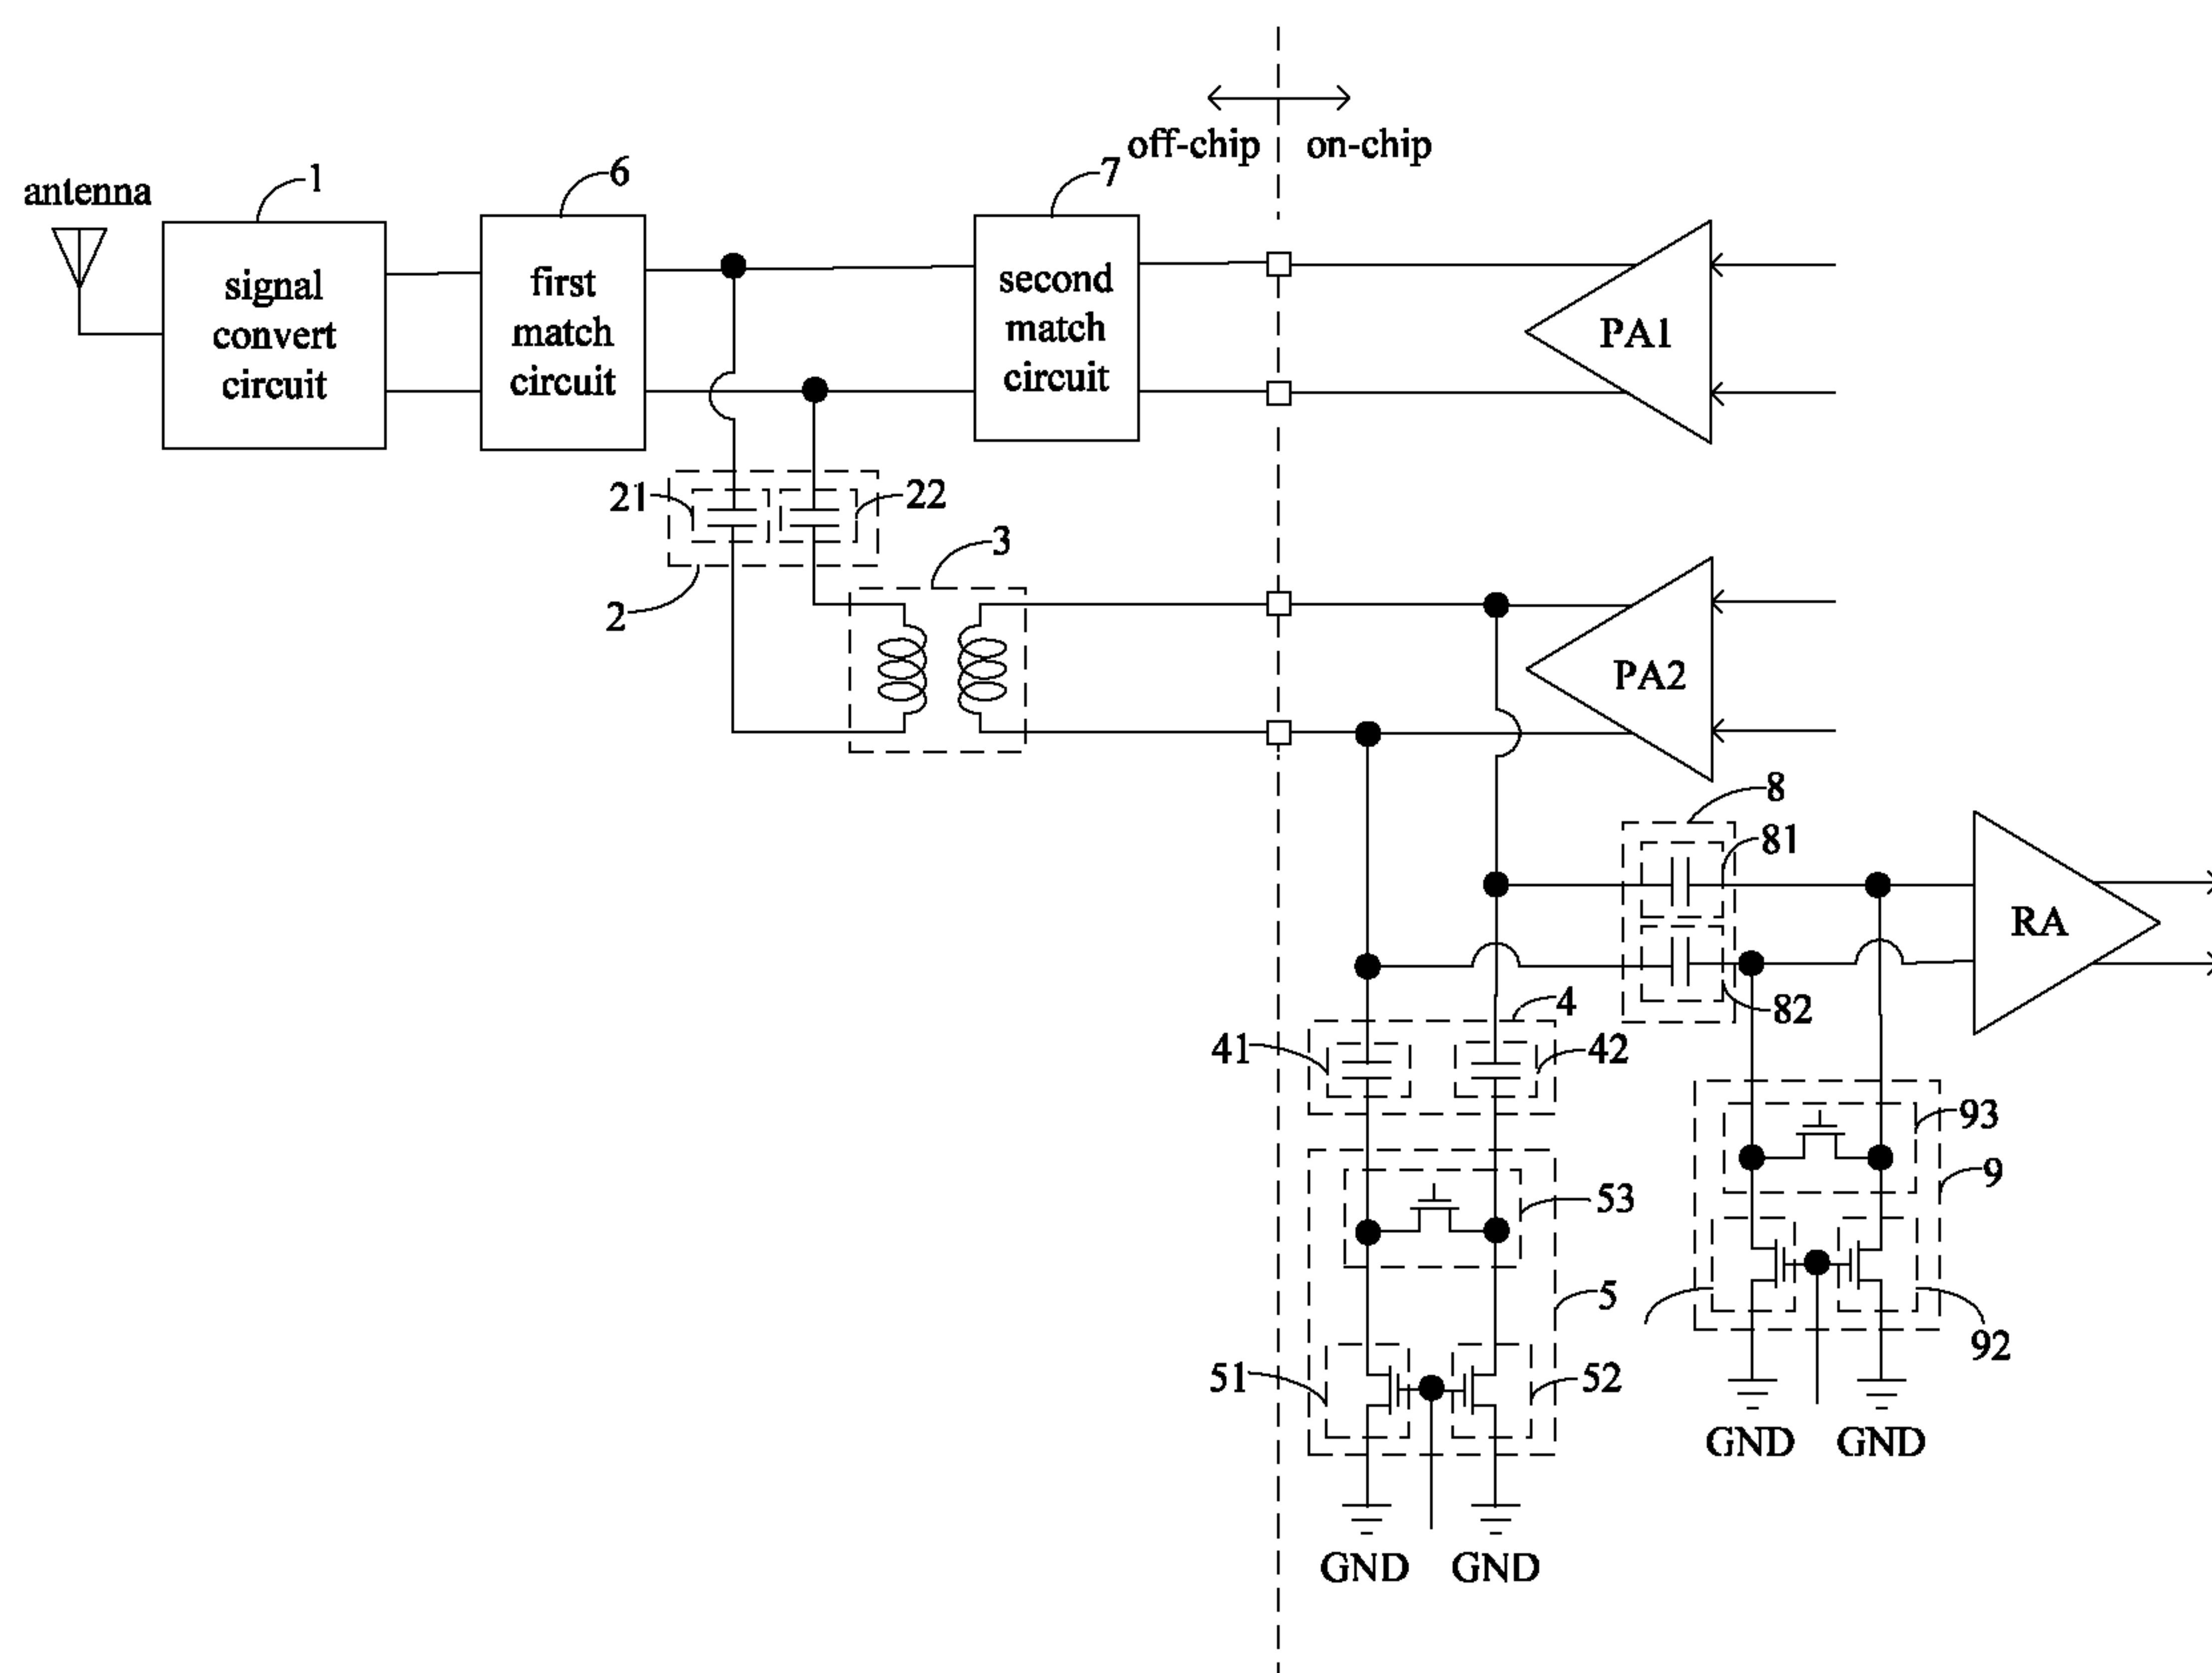 off-chip
on-chip
antenna
1
6
7
signal
convert
circuit
first
match
circuit
second
match
circuit
PA1
21
22
3
2
PA2
8
81
RA
82
4
41
42
93
9
53
5
92
51
52
GND
GND
GND
GND